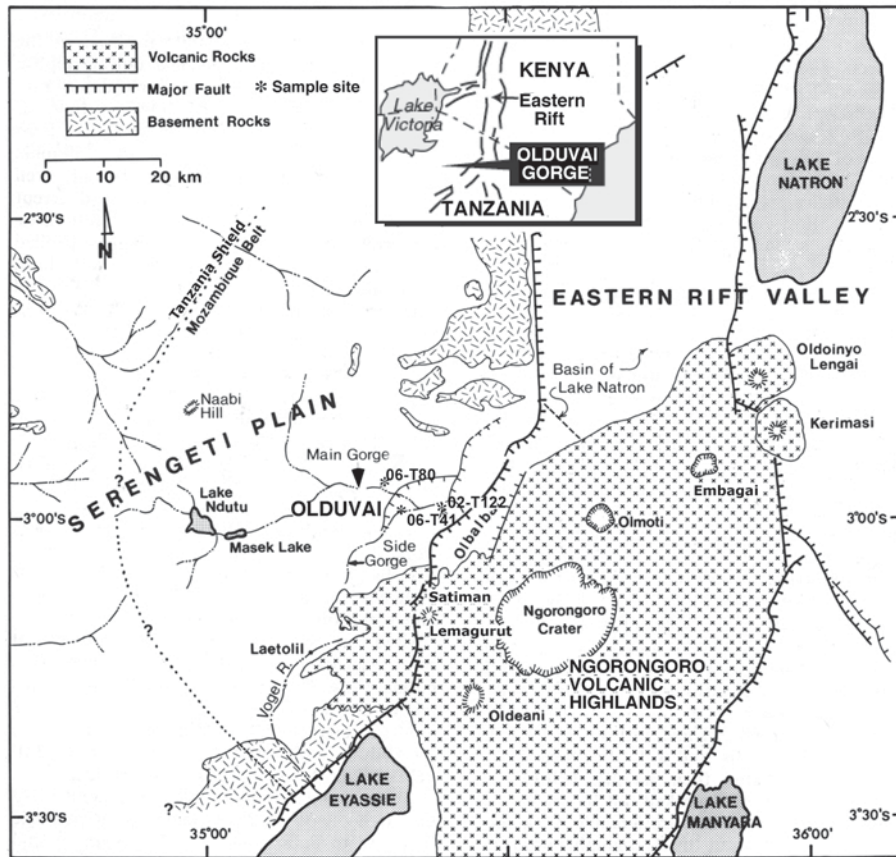 35°00'
36°00'
Volcanic Rocks
Major Fault
* Sample site
Basement Rocks
0 10 20 km
N
2°30'S
2°30'S
KENYA
Lake
Victoria
Eastern
Rift
OLDUVAI
GORGE
TANZANIA
LAKE
NATRON
Tanzania Shield
Mozambique Belt
EASTERN RIFT VALLEY
Oldoinyo
Lengai
Basin of
Lake Natron
Naabi
Hill
SERENGETI PLAIN
Kerimasi
Main Gorge
06-T80
?
Embagai
Lake
Ndutu
OLDUVAI
02-T122
06-T41
3°00'S
3°00'S
Olbalbal
Olmoti
Masek Lake
Side
Gorge
Satiman
Ngorongoro
Crater
?
Lemagurut
Laetolil
NGORONGORO
VOLCANIC
HIGHLANDS
Vogel R.
Oldeani
LAKE
EYASSIE
LAKE
MANYARA
?
3°30'S
3°30'S
35°00'
36°00'